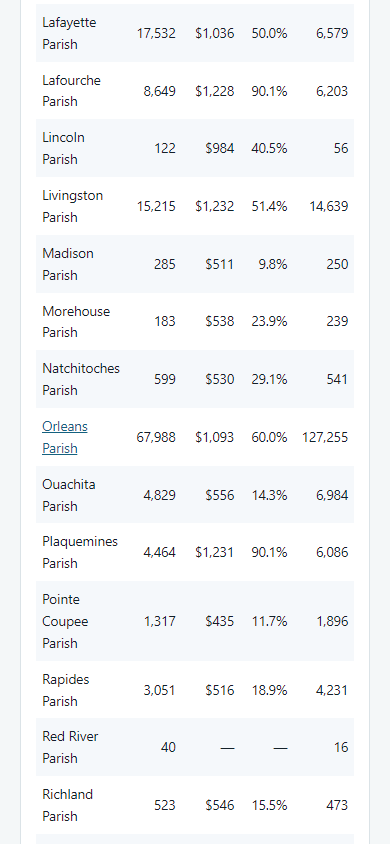 Lafayette
Parish
17,532 $1,036 50.0% 6,579
Lafourche
Parish
8,649 $1,228 90.1% 6,203
Lincoln
Parish
122 $984 40.5% 56
Livingston
Parish
15,215 $1,232 51.4% 14,639
Madison
Parish
285 $511 9.8% 250
Morehouse
Parish
183 $538 23.9% 239
Natchitoches
Parish
599 $530 29.1% 541
Orleans
Parish
67,988 $1,093 60.0% 127,255
Ouachita
Parish
4,829 $556 14.3% 6,984
Plaquemines
Parish
4,464 $1,231 90.1% 6,086
Pointe
Coupee
Parish
1,317 $435 11.7% 1,896
Rapides
Parish
3,051 $516 18.9% 4,231
Red River
Parish
40 — — 16
Richland
Parish
523 $546 15.5% 473